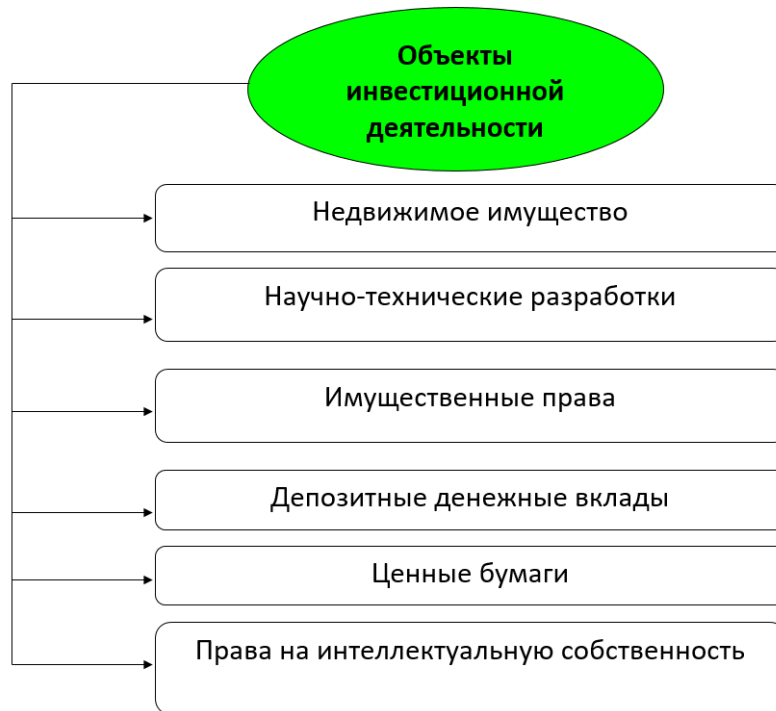 Объекты
инвестиционной
деятельности
Недвижимое имущество
Научно-технические разработки
Имущественные права
Депозитные денежные вклады
Ценные бумаги
Права на интеллектуальную собственность